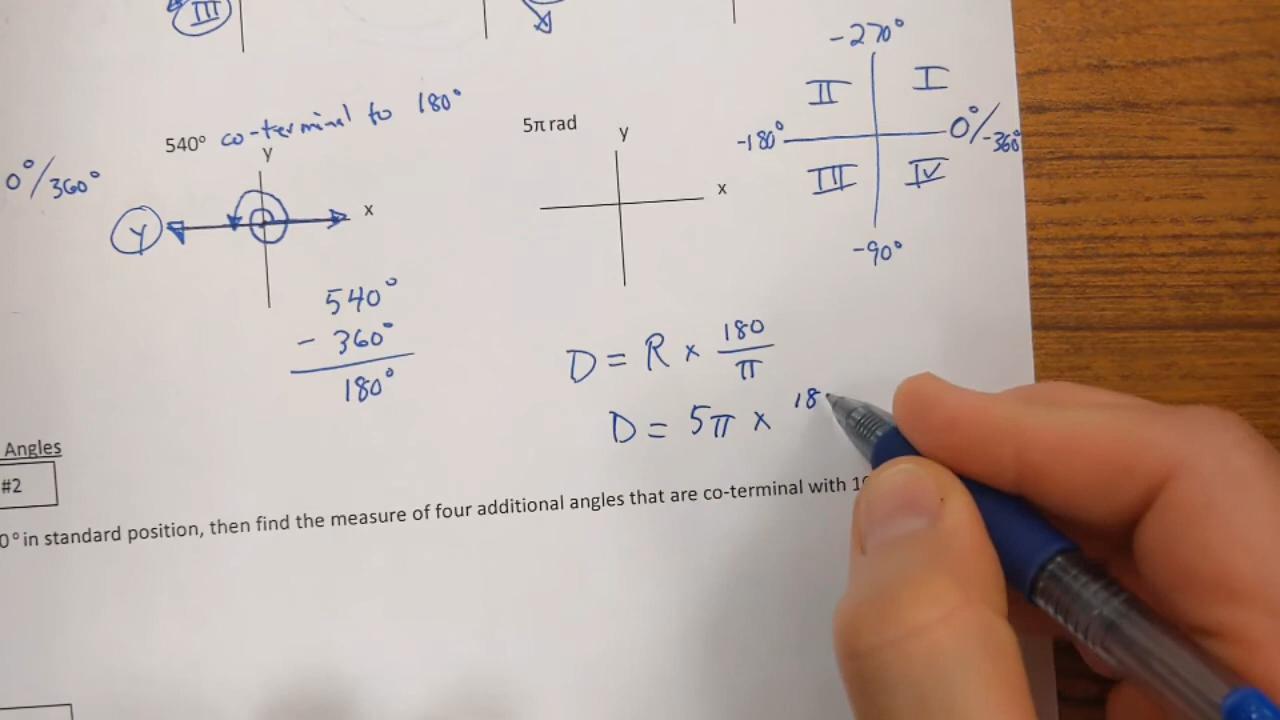 III
540° co-terminal to 180°
y
x
0°/360°
Y
540°
- 360°
180°
5π rad
y
x
-270°
II
I
-180°
0°/-360°
III
IV
-90°
D = R × 180/π
D = 5π × 18
Angles
#2
0° in standard position, then find the measure of four additional angles that are co-terminal with